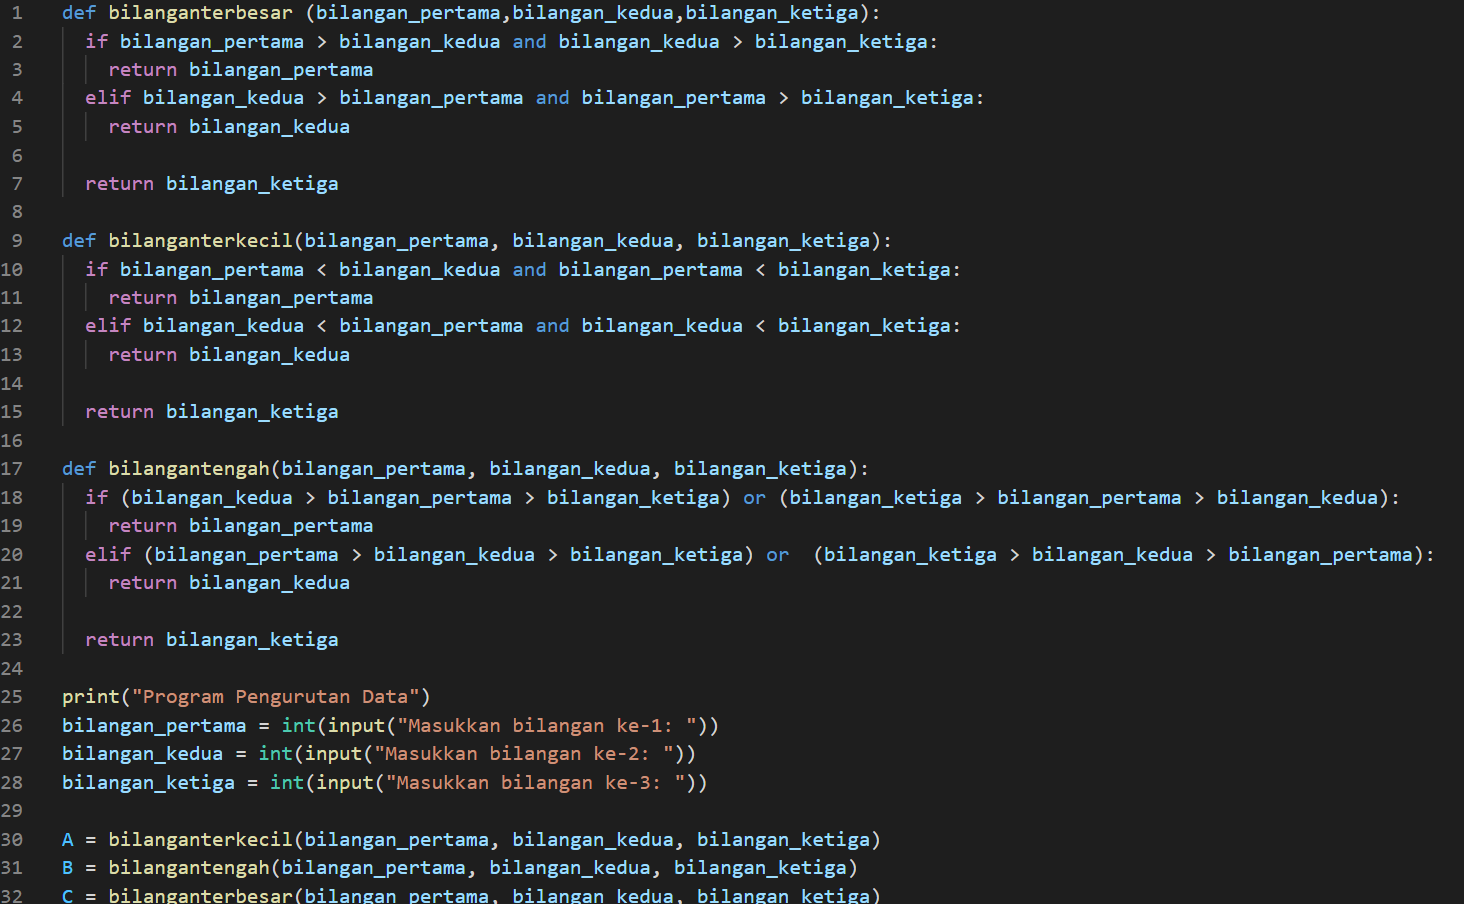 1 def bilanganterbesar (bilangan_pertama,bilangan_kedua,bilangan_ketiga):
2 if bilangan_pertama > bilangan_kedua and bilangan_kedua > bilangan_ketiga:
3 return bilangan_pertama
4 elif bilangan_kedua > bilangan_pertama and bilangan_pertama > bilangan_ketiga:
5 return bilangan_kedua
6
7 return bilangan_ketiga
8
9 def bilanganterkecil(bilangan_pertama, bilangan_kedua, bilangan_ketiga):
10 if bilangan_pertama < bilangan_kedua and bilangan_pertama < bilangan_ketiga:
11 return bilangan_pertama
12 elif bilangan_kedua < bilangan_pertama and bilangan_kedua < bilangan_ketiga:
13 return bilangan_kedua
14
15 return bilangan_ketiga
16
17 def bilangantengah(bilangan_pertama, bilangan_kedua, bilangan_ketiga):
18 if (bilangan_kedua > bilangan_pertama > bilangan_ketiga) or (bilangan_ketiga > bilangan_pertama > bilangan_kedua):
19 return bilangan_pertama
20 elif (bilangan_pertama > bilangan_kedua > bilangan_ketiga) or  (bilangan_ketiga > bilangan_kedua > bilangan_pertama):
21 return bilangan_kedua
22
23 return bilangan_ketiga
24
25 print("Program Pengurutan Data")
26 bilangan_pertama = int(input("Masukkan bilangan ke-1: "))
27 bilangan_kedua = int(input("Masukkan bilangan ke-2: "))
28 bilangan_ketiga = int(input("Masukkan bilangan ke-3: "))
29
30 A = bilanganterkecil(bilangan_pertama, bilangan_kedua, bilangan_ketiga)
31 B = bilangantengah(bilangan_pertama, bilangan_kedua, bilangan_ketiga)
32 C = bilanganterbesar(bilangan_pertama, bilangan_kedua, bilangan_ketiga)